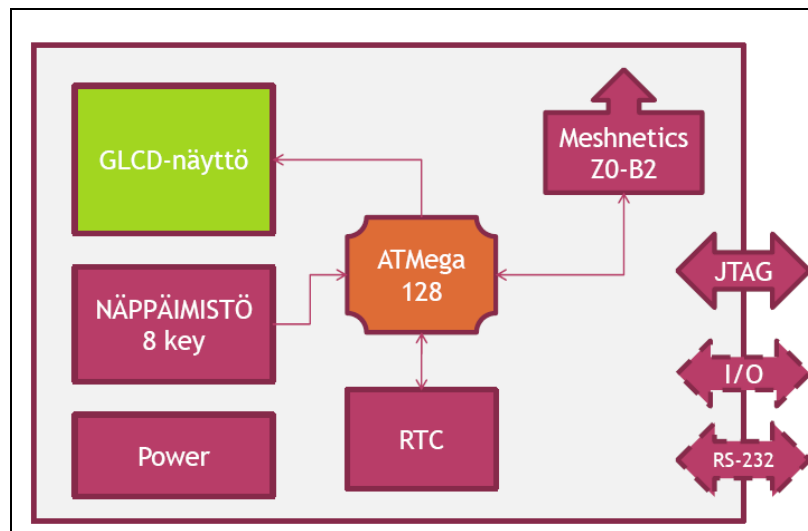 GLCD-näyttö
Meshnetics
Z0-B2
ATMega
128
JTAG
NÄPPÄIMISTÖ
8 key
I/O
Power
RTC
RS-232